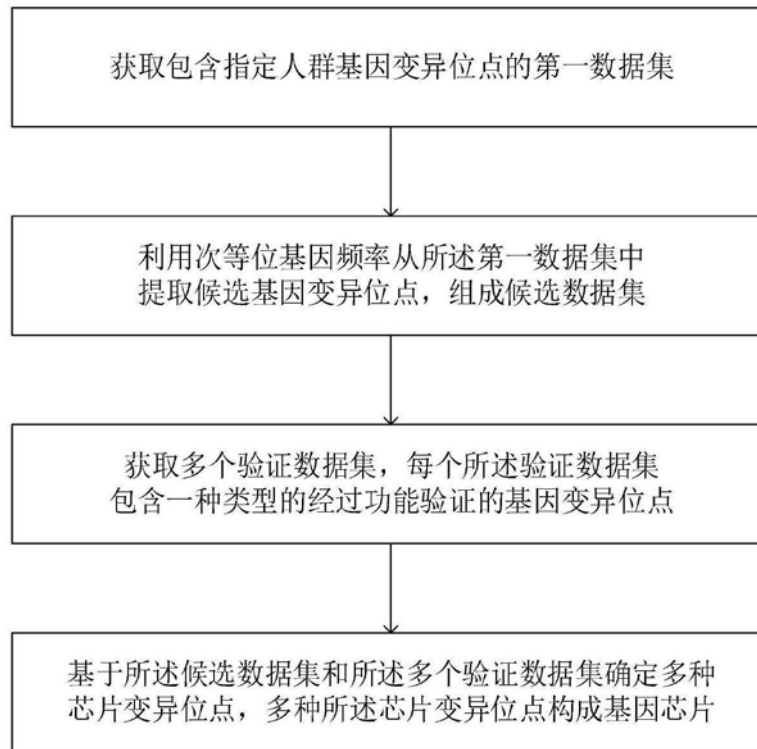 获取包含指定人群基因变异位点的第一数据集
利用次等位基因频率从所述第一数据集中
提取候选基因变异位点，组成候选数据集
获取多个验证数据集，每个所述验证数据集
包含一种类型的经过功能验证的基因变异位点
基于所述候选数据集和所述多个验证数据集确定多种
芯片变异位点，多种所述芯片变异位点构成基因芯片